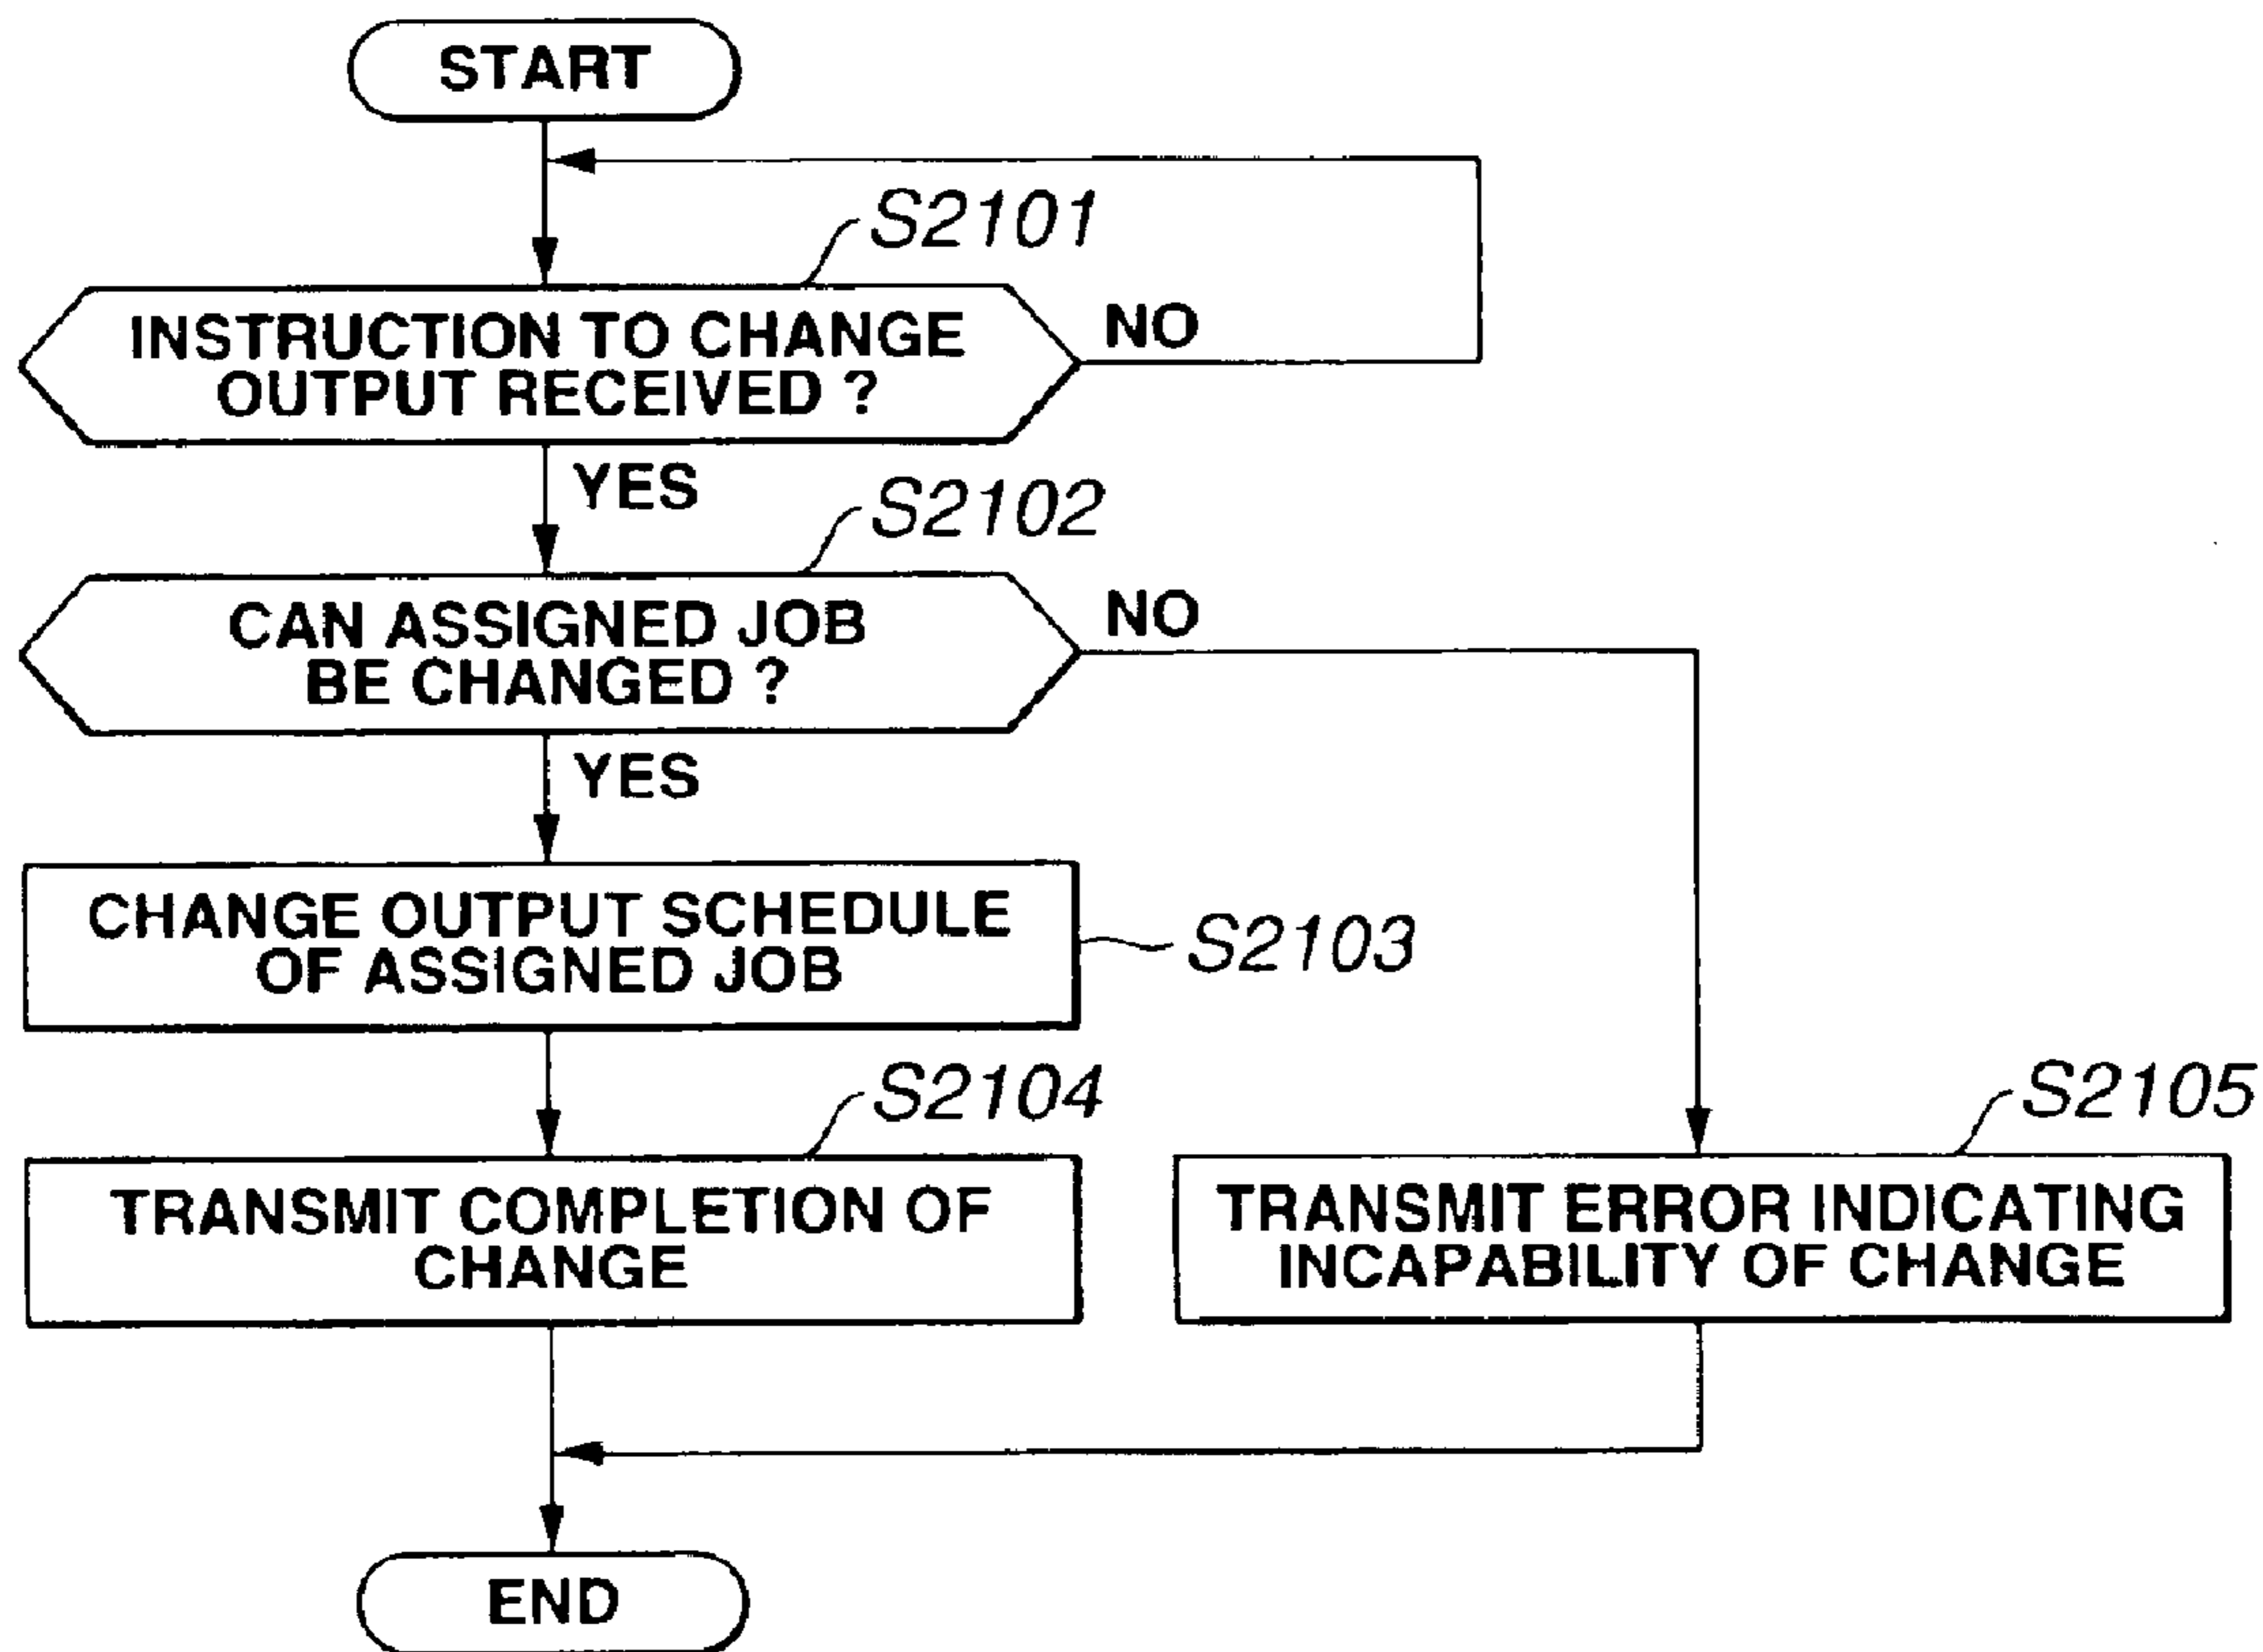 START
S2101
INSTRUCTION TO CHANGE
OUTPUT RECEIVED ?
NO
YES
S2102
CAN ASSIGNED JOB
BE CHANGED ?
NO
YES
CHANGE OUTPUT SCHEDULE
OF ASSIGNED JOB
S2103
S2104
TRANSMIT COMPLETION OF
CHANGE
S2105
TRANSMIT ERROR INDICATING
INCAPABILITY OF CHANGE
END